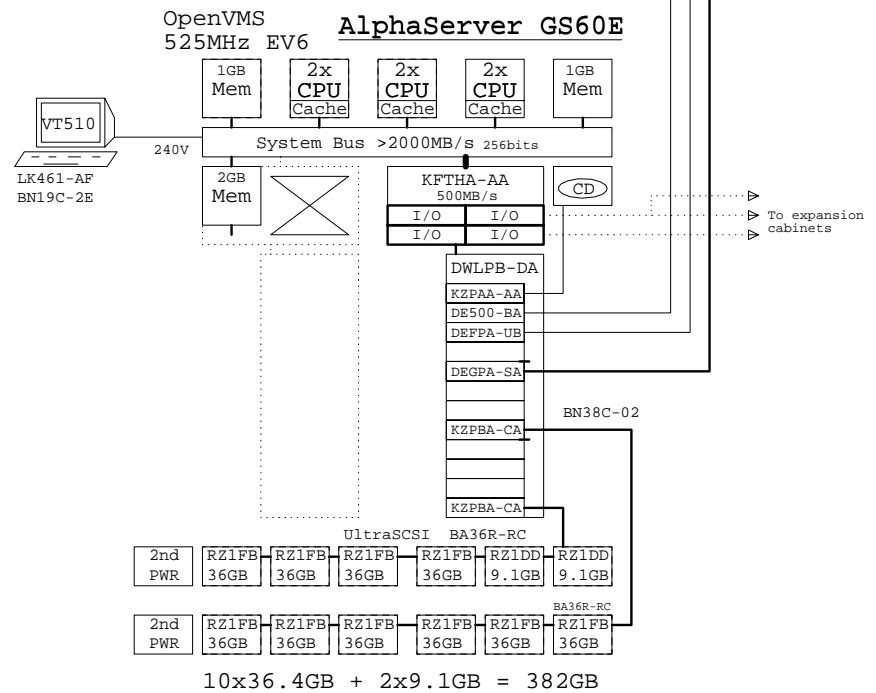 OpenVMS
525MHz EV6
AlphaServer GS60E
1GB
Mem
2x
CPU
Cache
2x
CPU
Cache
2x
CPU
Cache
1GB
Mem
VT510
240V
System Bus >2000MB/s 256bits
LK461-AF
BN19C-2E
2GB
Mem
KFTHA-AA
500MB/s
I/O I/O
I/O I/O
CD
To expansion
cabinets
DWLPB-DA
KZPAA-AA
DE500-BA
DEFPA-UB
DEGPA-SA
BN38C-02
KZPBA-CA
KZPBA-CA
UltraSCSI BA36R-RC
2nd RZ1FB RZ1FB RZ1FB RZ1FB RZ1DD RZ1DD
PWR 36GB 36GB 36GB 36GB 9.1GB 9.1GB
BA36R-RC
2nd RZ1FB RZ1FB RZ1FB RZ1FB RZ1FB RZ1FB
PWR 36GB 36GB 36GB 36GB 36GB 36GB
10x36.4GB + 2x9.1GB = 382GB